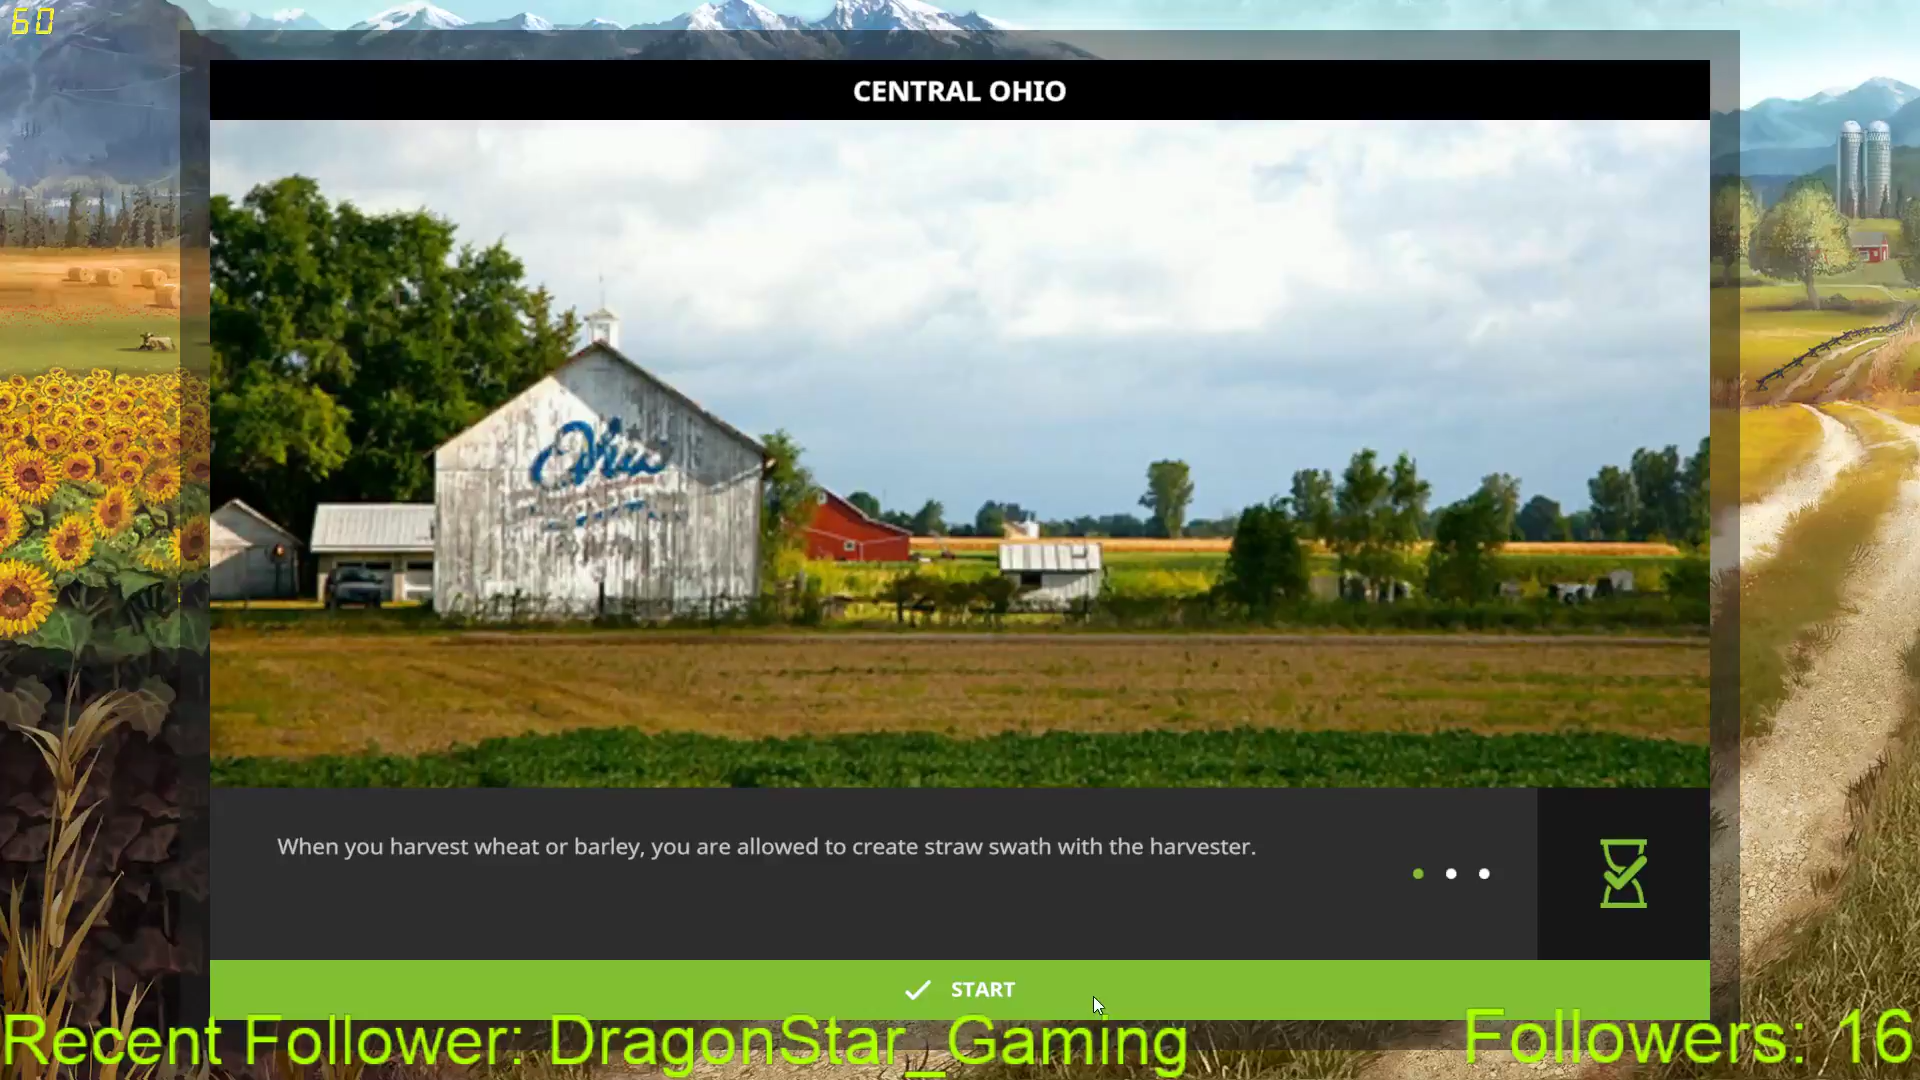 60
CENTRAL OHIO
Ohio
When you harvest wheat or barley, you are allowed to create straw swath with the harvester.
START
Recent Follower: DragonStar_Gaming
Followers: 16